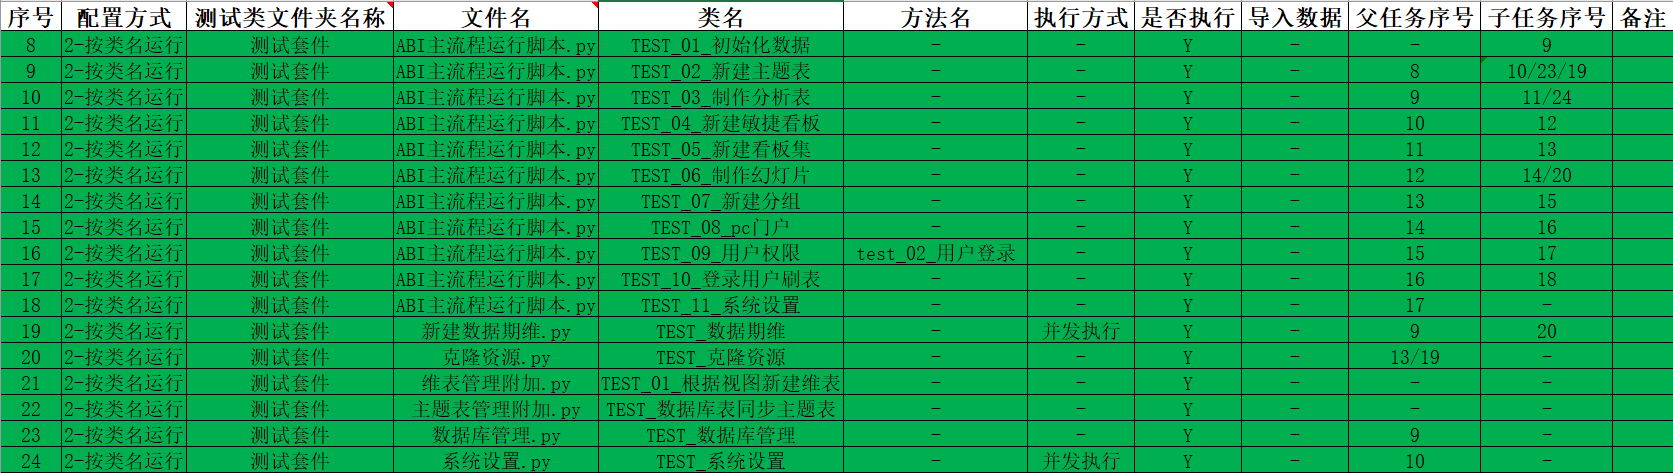 序号 配置方式 测试类文件夹名称 文件名 类名 方法名 执行方式 是否执行 导入数据 父任务序号 子任务序号 备注
8 2-按类名运行 测试套件 ABI主流程运行脚本.py TEST_01_初始化数据 - - Y - - 9
9 2-按类名运行 测试套件 ABI主流程运行脚本.py TEST_02_新建主题表 - - Y - 8 10/23/19
10 2-按类名运行 测试套件 ABI主流程运行脚本.py TEST_03_制作分析表 - - Y - 9 11/24
11 2-按类名运行 测试套件 ABI主流程运行脚本.py TEST_04_新建敏捷看板 - - Y - 10 12
12 2-按类名运行 测试套件 ABI主流程运行脚本.py TEST_05_新建看板集 - - Y - 11 13
13 2-按类名运行 测试套件 ABI主流程运行脚本.py TEST_06_制作幻灯片 - - Y - 12 14/20
14 2-按类名运行 测试套件 ABI主流程运行脚本.py TEST_07_新建分组 - - Y - 13 15
15 2-按类名运行 测试套件 ABI主流程运行脚本.py TEST_08_pc门户 - - Y - 14 16
16 2-按类名运行 测试套件 ABI主流程运行脚本.py TEST_09_用户权限 test_02_用户登录 - Y - 15 17
17 2-按类名运行 测试套件 ABI主流程运行脚本.py TEST_10_登录用户刷表 - - Y - 16 18
18 2-按类名运行 测试套件 ABI主流程运行脚本.py TEST_11_系统设置 - - Y - 17 -
19 2-按类名运行 测试套件 新建数据期维.py TEST_数据期维 - 并发执行 Y - 9 20
20 2-按类名运行 测试套件 克隆资源.py TEST_克隆资源 - - Y - 13/19 -
21 2-按类名运行 测试套件 维表管理附加.py TEST_01_根据视图新建维表 - - Y - - -
22 2-按类名运行 测试套件 主题表管理附加.py TEST_数据库表同步主题表 - - Y - - -
23 2-按类名运行 测试套件 数据库管理.py TEST_数据库管理 - - Y - 9 -
24 2-按类名运行 测试套件 系统设置.py TEST_系统设置 - 并发执行 Y - 10 -